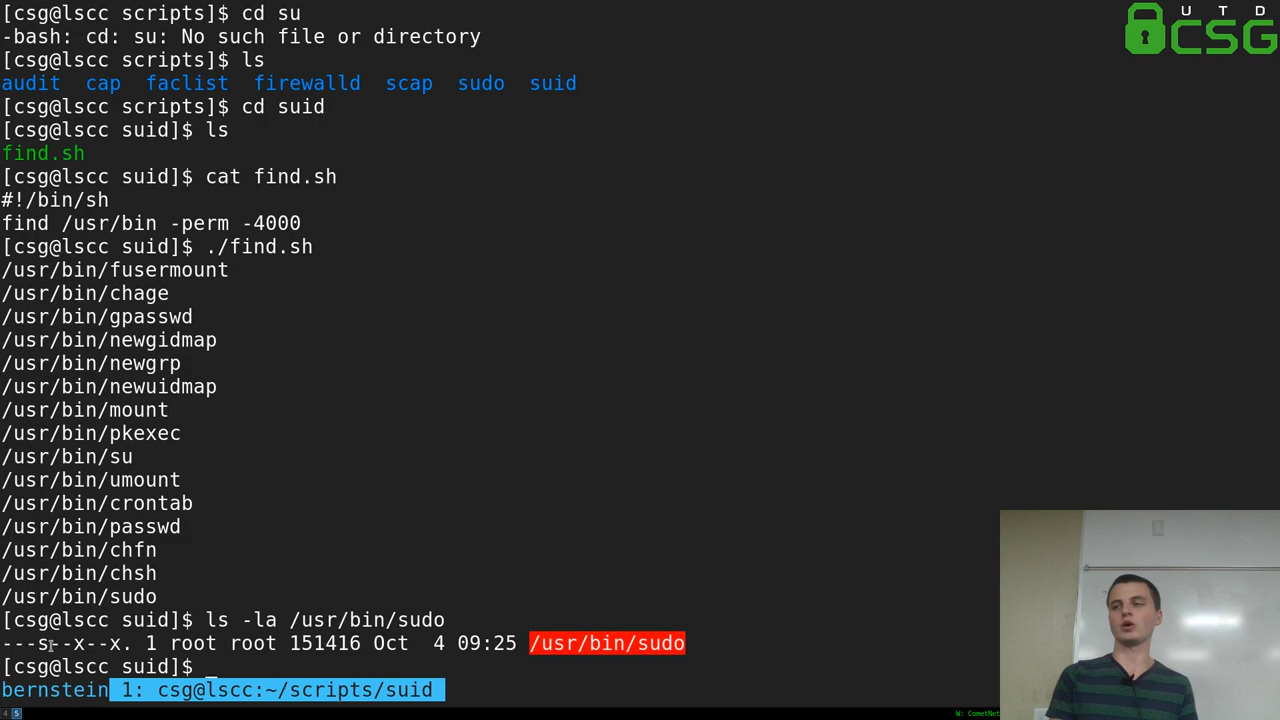 [csg@lscc scripts]$ cd su
-bash: cd: su: No such file or directory
[csg@lscc scripts]$ ls
audit cap faclist firewalld scap sudo suid
[csg@lscc scripts]$ cd suid
[csg@lscc suid]$ ls
find.sh
[csg@lscc suid]$ cat find.sh
#!/bin/sh
find /usr/bin -perm -4000
[csg@lscc suid]$ ./find.sh
/usr/bin/fusermount
/usr/bin/chage
/usr/bin/gpasswd
/usr/bin/newgidmap
/usr/bin/newgrp
/usr/bin/newuidmap
/usr/bin/mount
/usr/bin/pkexec
/usr/bin/su
/usr/bin/umount
/usr/bin/crontab
/usr/bin/passwd
/usr/bin/chfn
/usr/bin/chsh
/usr/bin/sudo
[csg@lscc suid]$ ls -la /usr/bin/sudo
---s--x--x. 1 root root 151416 Oct 4 09:25 /usr/bin/sudo
[csg@lscc suid]$ _
bernstein 1: csg@lscc:~/scripts/suid
4 5
W: CometNet
UTD
CSG